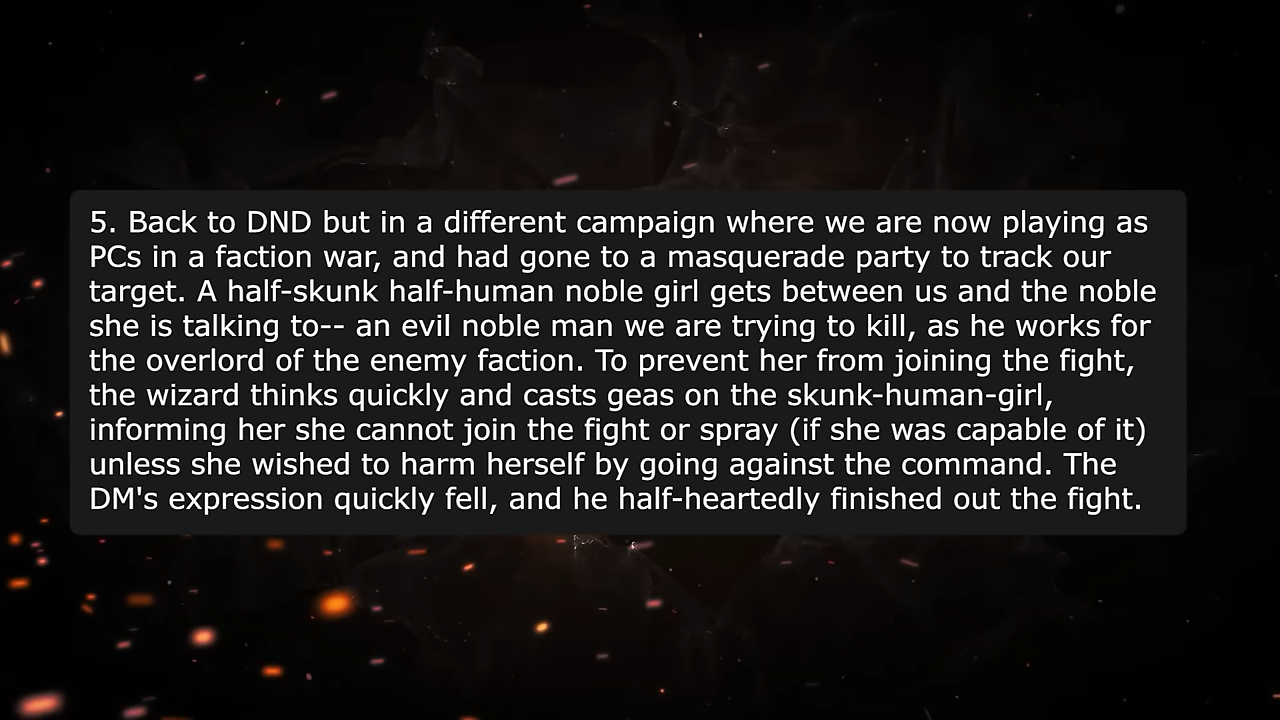 5. Back to DND but in a different campaign where we are now playing as
PCs in a faction war, and had gone to a masquerade party to track our
target. A half-skunk half-human noble girl gets between us and the noble
she is talking to-- an evil noble man we are trying to kill, as he works for
the overlord of the enemy faction. To prevent her from joining the fight,
the wizard thinks quickly and casts geas on the skunk-human-girl,
informing her she cannot join the fight or spray (if she was capable of it)
unless she wished to harm herself by going against the command. The
DM's expression quickly fell, and he half-heartedly finished out the fight.